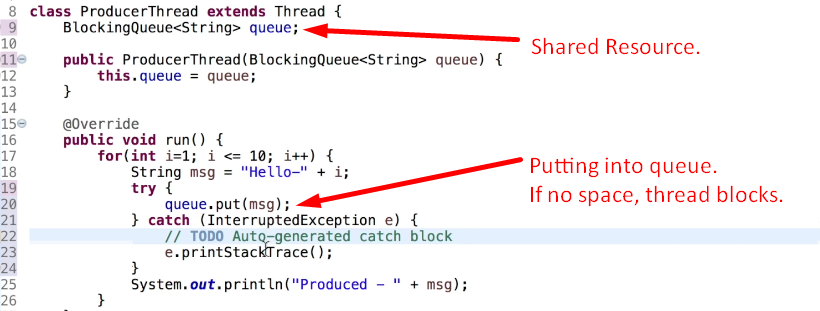 8 class ProducerThread extends Thread {
9 BlockingQueue<String> queue;
Shared Resource.
10
11 public ProducerThread(BlockingQueue<String> queue) {
12 this.queue = queue;
13 }
14
15 @Override
16 public void run() {
17 for(int i=1; i <= 10; i++) {
18 String msg = "Hello-" + i;
19 try {
20 queue.put(msg);
Putting into queue.
If no space, thread blocks.
21 } catch (InterruptedException e) {
22 // TODO Auto-generated catch block
23 e.printStackTrace();
24 }
25 System.out.println("Produced - " + msg);
26 }